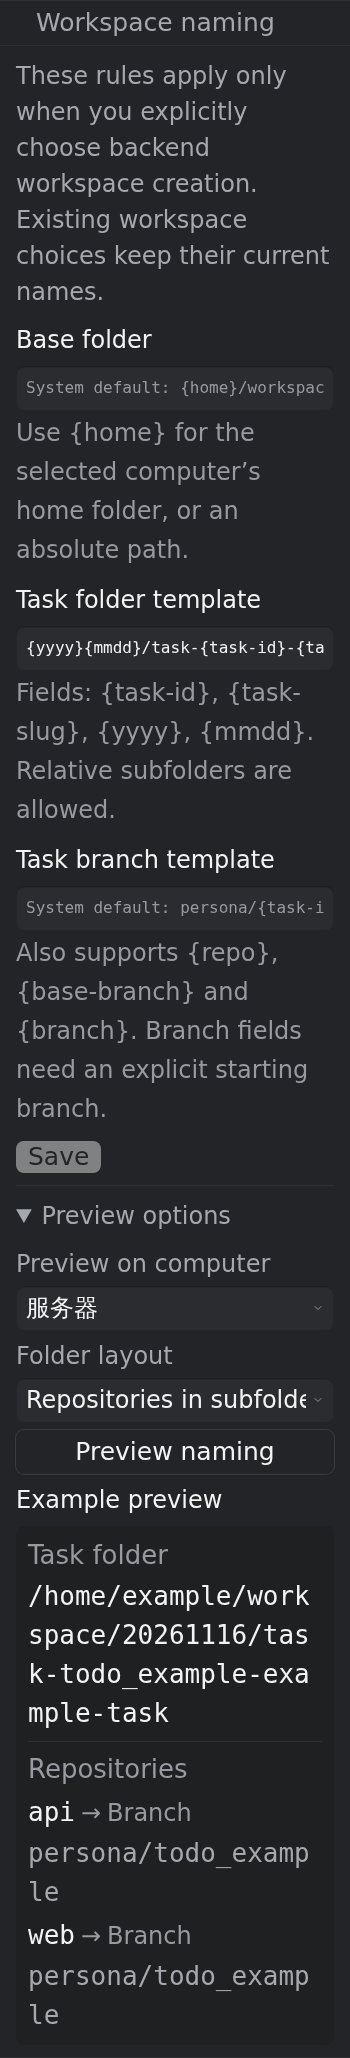 Workspace naming
These rules apply only
when you explicitly
choose backend
workspace creation.
Existing workspace
choices keep their current
names.
Base folder
System default: {home}/workspac
Use {home} for the
selected computer’s
home folder, or an
absolute path.
Task folder template
{yyyy}{mmdd}/task-{task-id}-{ta
Fields: {task-id}, {task-
slug}, {yyyy}, {mmdd}.
Relative subfolders are
allowed.
Task branch template
System default: persona/{task-i
Also supports {repo},
{base-branch} and
{branch}. Branch fields
need an explicit starting
branch.
Save
▼ Preview options
Preview on computer
服务器
Folder layout
Repositories in subfolde
Preview naming
Example preview
Task folder
/home/example/work
space/20261116/tas
k-todo_example-exa
mple-task
Repositories
api → Branch
persona/todo_examp
le
web → Branch
persona/todo_examp
le